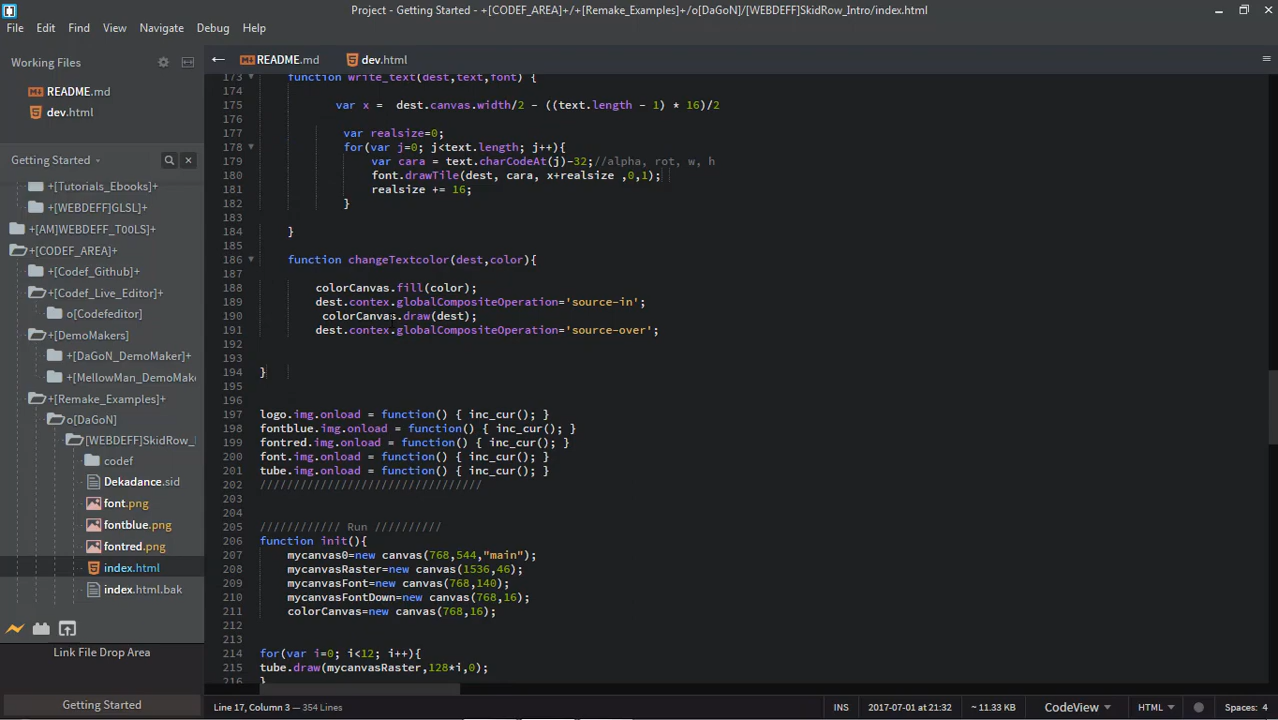 Project - Getting Started - +[CODEF_AREA]+/+[Remake_Examples]+/o[DaGoN]/[WEBDEFF]SkidRow_Intro/index.html
File Edit Find View Navigate Debug Help
Working Files
README.md
dev.html
README.md
dev.html
Getting Started
+[Tutorials_Ebooks]+
+[WEBDEFF]GLSL]+
+[AM]WEBDEFF_T00LS]+
+[CODEF_AREA]+
+[Codef_Github]+
+[Codef_Live_Editor]+
o[Codefeditor]
+[DemoMakers]
+[DaGoN_DemoMaker]+
+[MellowMan_DemoMake
+[Remake_Examples]+
o[DaGoN]
[WEBDEFF]SkidRow_I
codef
Dekadance.sid
font.png
fontblue.png
fontred.png
index.html
index.html.bak
Link File Drop Area
Getting Started
173 function write_text(dest,text,font) {
174
175 var x =  dest.canvas.width/2 - ((text.length - 1) * 16)/2
176
177 var realsize=0;
178 for(var j=0; j<text.length; j++){
179 var cara = text.charCodeAt(j)-32;//alpha, rot, w, h
180 font.drawTile(dest, cara, x+realsize ,0,1);
181 realsize += 16;
182 }
183
184 }
185
186 function changeTextcolor(dest,color){
187
188 colorCanvas.fill(color);
189 dest.contex.globalCompositeOperation='source-in';
190 colorCanvas.draw(dest);
191 dest.contex.globalCompositeOperation='source-over';
192
193
194 }
195
196
197 logo.img.onload = function() { inc_cur(); }
198 fontblue.img.onload = function() { inc_cur(); }
199 fontred.img.onload = function() { inc_cur(); }
200 font.img.onload = function() { inc_cur(); }
201 tube.img.onload = function() { inc_cur(); }
202 /////////////////////////////////
203
204
205 //////////// Run //////////
206 function init(){
207 mycanvas0=new canvas(768,544,"main");
208 mycanvasRaster=new canvas(1536,46);
209 mycanvasFont=new canvas(768,140);
210 mycanvasFontDown=new canvas(768,16);
211 colorCanvas=new canvas(768,16);
212
213
214 for(var i=0; i<12; i++){
215 tube.draw(mycanvasRaster,128*i,0);
216 }
Line 17, Column 3 — 354 Lines
INS
2017-07-01 at 21:32
~ 11.33 KB
CodeView
HTML
Spaces: 4